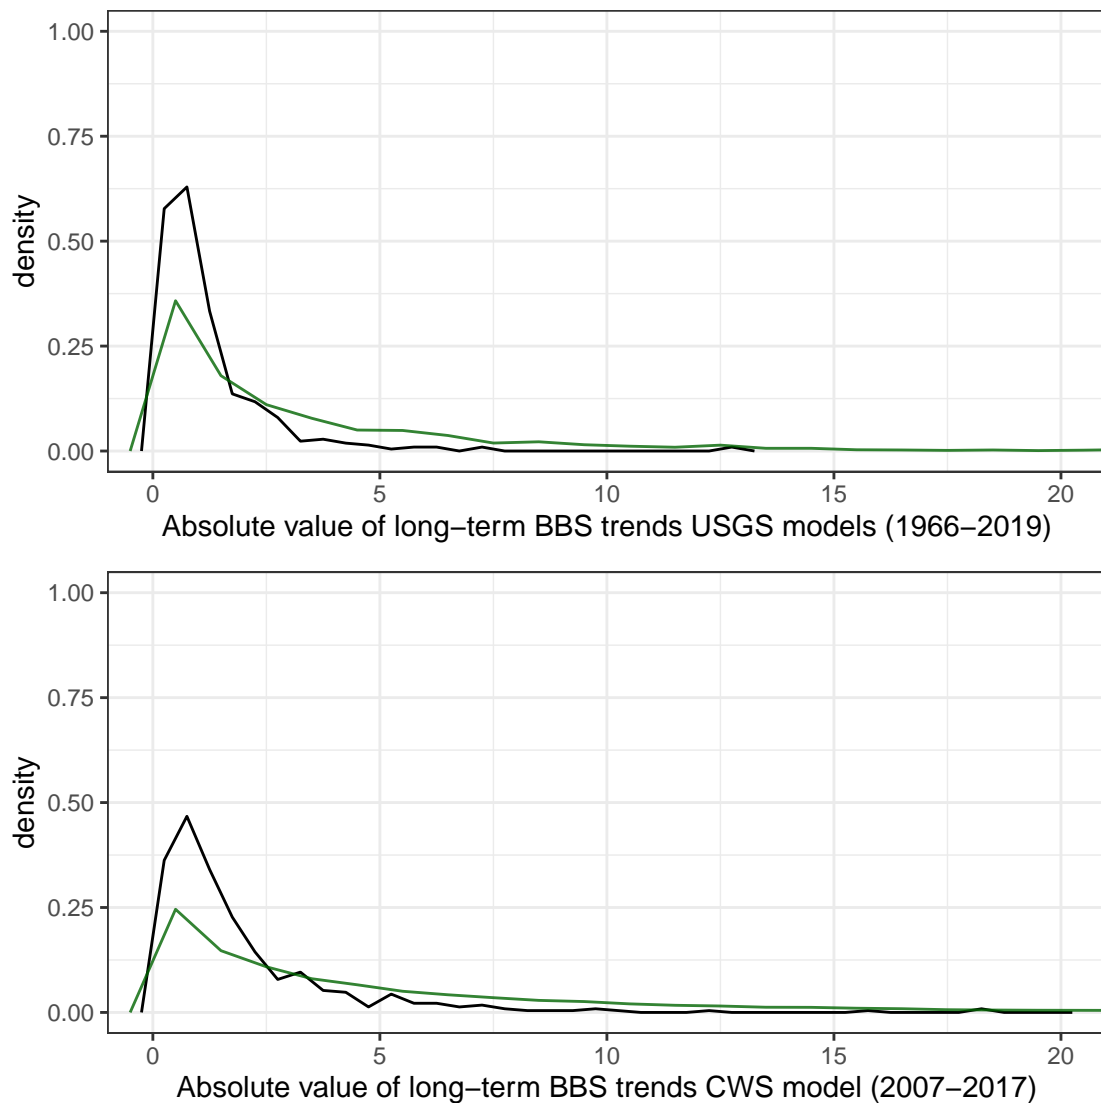 1.00
0.75
0.50
0.25
0.00
density
0 5 10 15 20
Absolute value of long−term BBS trends USGS models (1966−2019)
1.00
0.75
0.50
0.25
0.00
density
0 5 10 15 20
Absolute value of long−term BBS trends CWS model (2007−2017)